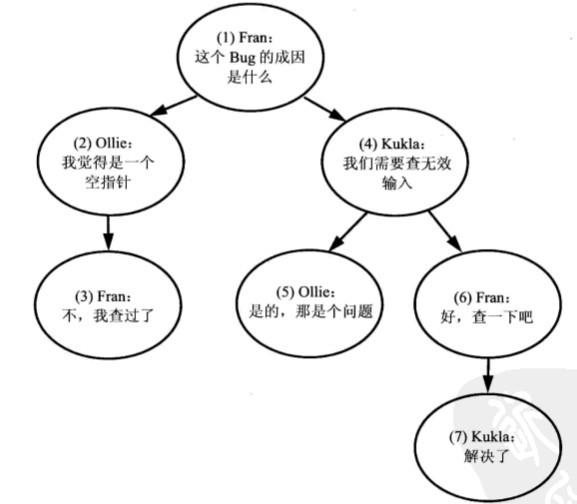 (1) Fran：
这个 Bug 的成因
是什么
(2) Ollie：
我觉得是一个
空指针
(4) Kukla：
我们需要查无效
输入
(3) Fran：
不，我查过了
(5) Ollie：
是的，那是个问题
(6) Fran：
好，查一下吧
(7) Kukla：
解决了